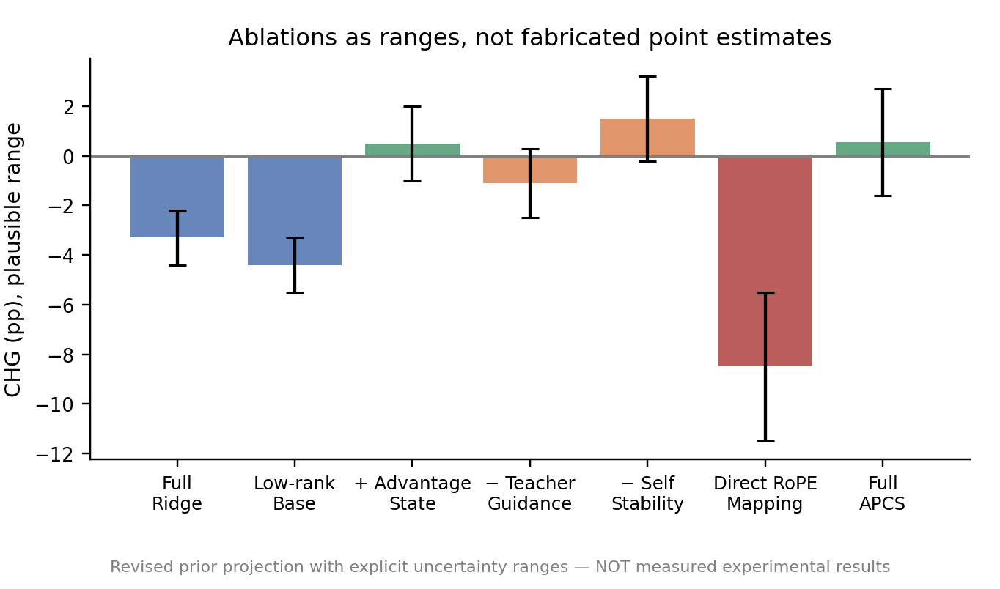 Ablations as ranges, not fabricated point estimates
CHG (pp), plausible range
2
0
−2
−4
−6
−8
−10
−12
Full
Ridge
Low-rank
Base
+ Advantage
State
− Teacher
Guidance
− Self
Stability
Direct RoPE
Mapping
Full
APCS
Revised prior projection with explicit uncertainty ranges — NOT measured experimental results